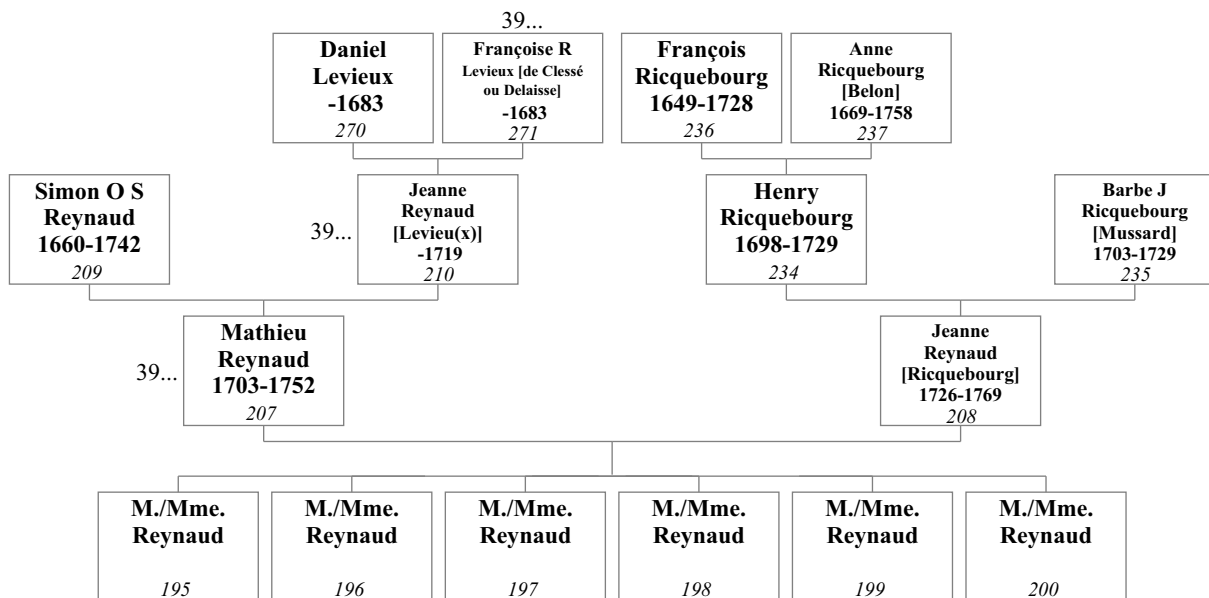 39...
Daniel
Levieux
-1683
270
Françoise R
Levieux [de Clessé
ou Delaisse]
-1683
271
François
Ricquebourg
1649-1728
236
Anne
Ricquebourg
[Belon]
1669-1758
237
Simon O S
Reynaud
1660-1742
209
39...
Jeanne
Reynaud
[Levieu(x)]
-1719
210
Henry
Ricquebourg
1698-1729
234
Barbe J
Ricquebourg
[Mussard]
1703-1729
235
39...
Mathieu
Reynaud
1703-1752
207
Jeanne
Reynaud
[Ricquebourg]
1726-1769
208
M./Mme.
Reynaud
195
M./Mme.
Reynaud
196
M./Mme.
Reynaud
197
M./Mme.
Reynaud
198
M./Mme.
Reynaud
199
M./Mme.
Reynaud
200